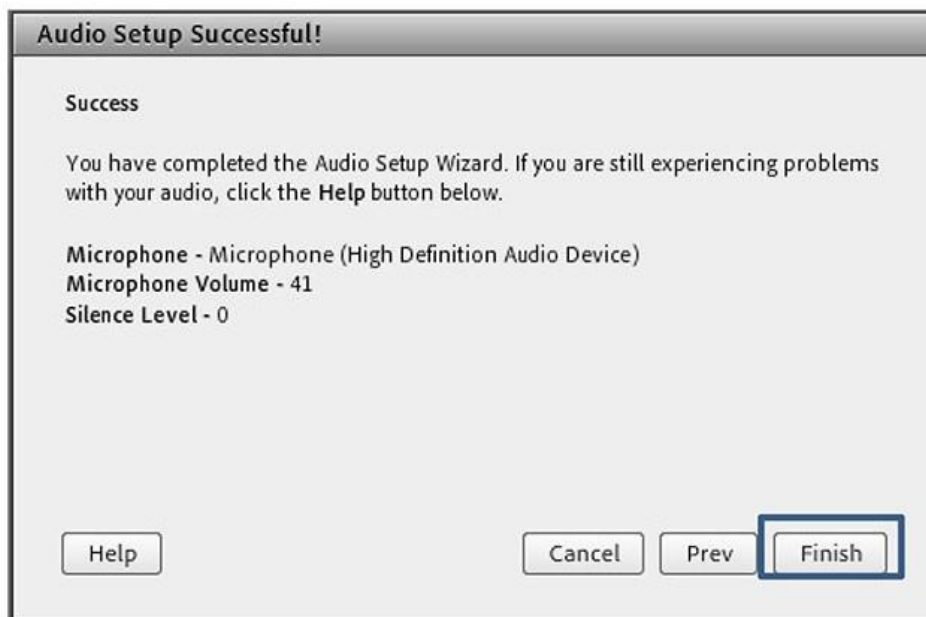 Audio Setup Successful!
Success
You have completed the Audio Setup Wizard. If you are still experiencing problems
with your audio, click the Help button below.
Microphone - Microphone (High Definition Audio Device)
Microphone Volume - 41
Silence Level - 0
Help
Cancel
Prev
Finish